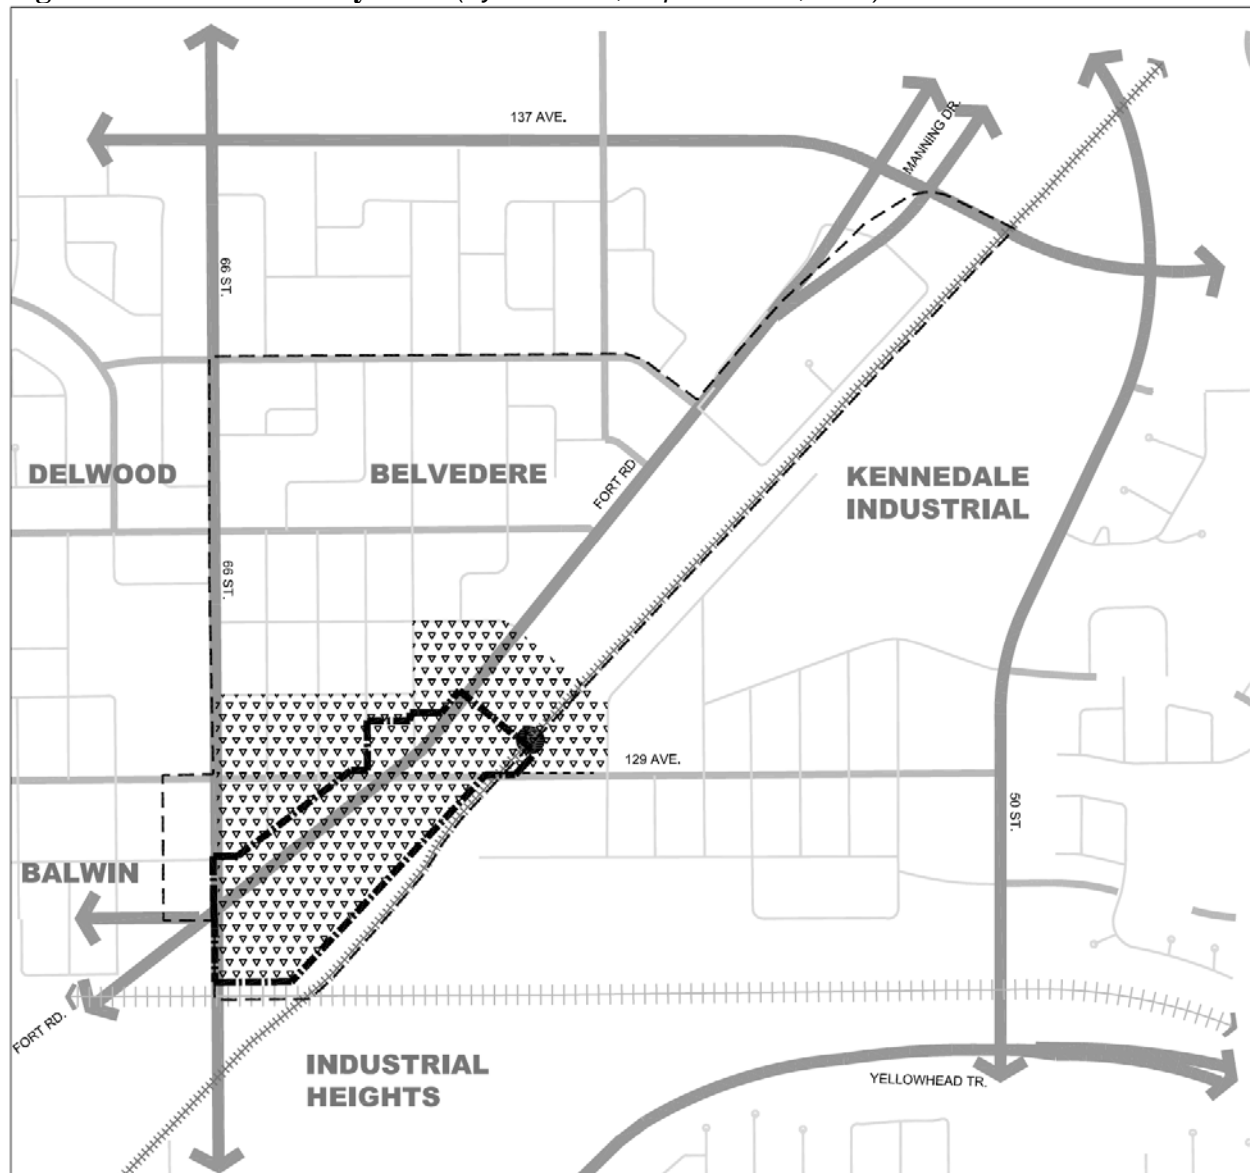 137 AVE.
MANNING DR.
66 ST.
DELWOOD
BELVEDERE
FORT RD
KENNEDALE
INDUSTRIAL
66 ST.
129 AVE.
50 ST.
BALWIN
FORT RD.
INDUSTRIAL
HEIGHTS
YELLOWHEAD TR.